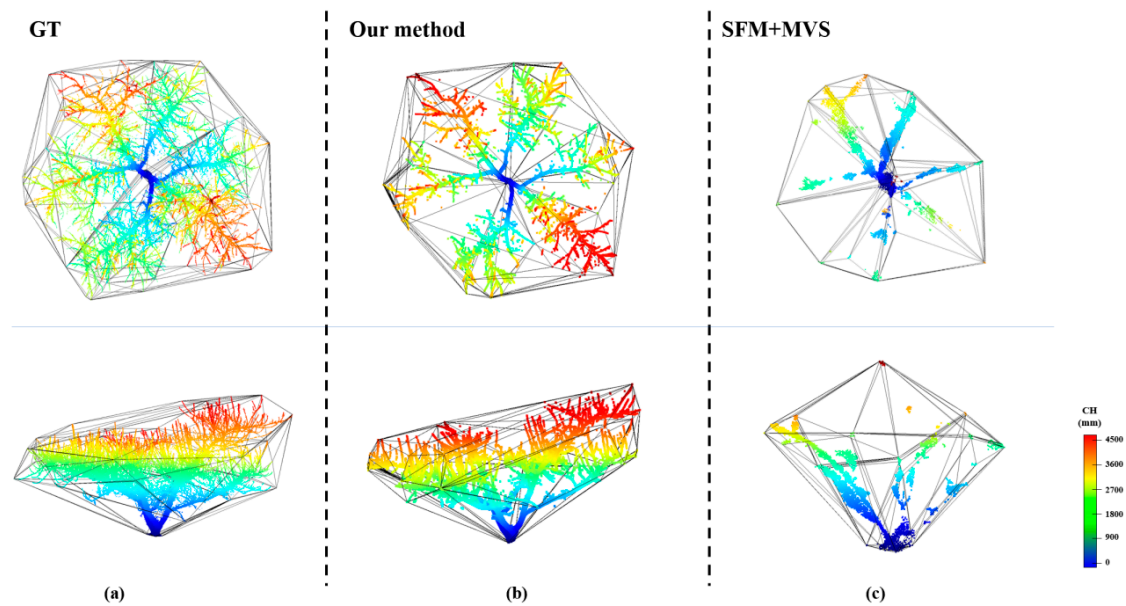 GT
Our method
SFM+MVS
CH
(mm)
4500
3600
2700
1800
900
0
(a)
(b)
(c)